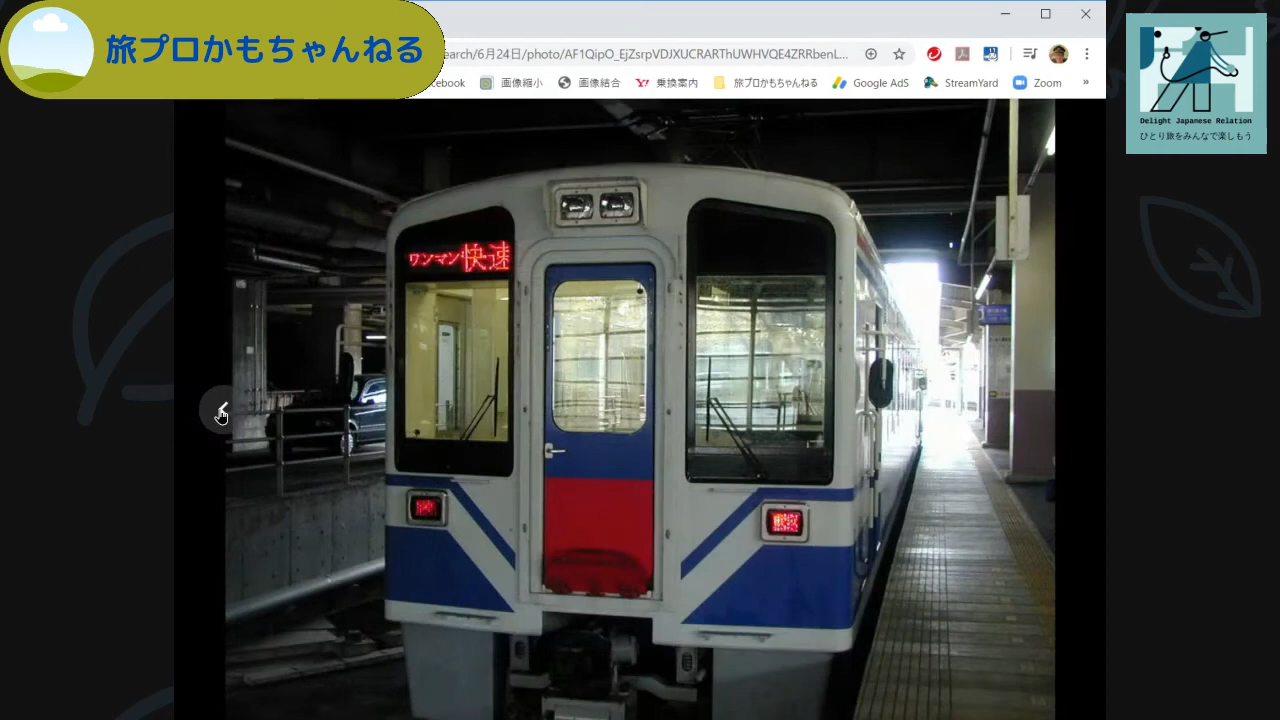 旅プロかもちゃんねる
earch/6月24日/photo/AF1QipO_EjZsrpVDJXUCRARThUWHVQE4ZRRbenL...
cebook
画像縮小
画像結合
乗換案内
旅プロかもちゃんねる
Google AdS
StreamYard
Zoom
»
Delight Japanese Relation
ひとり旅をみんなで楽しもう
ワンマン快速